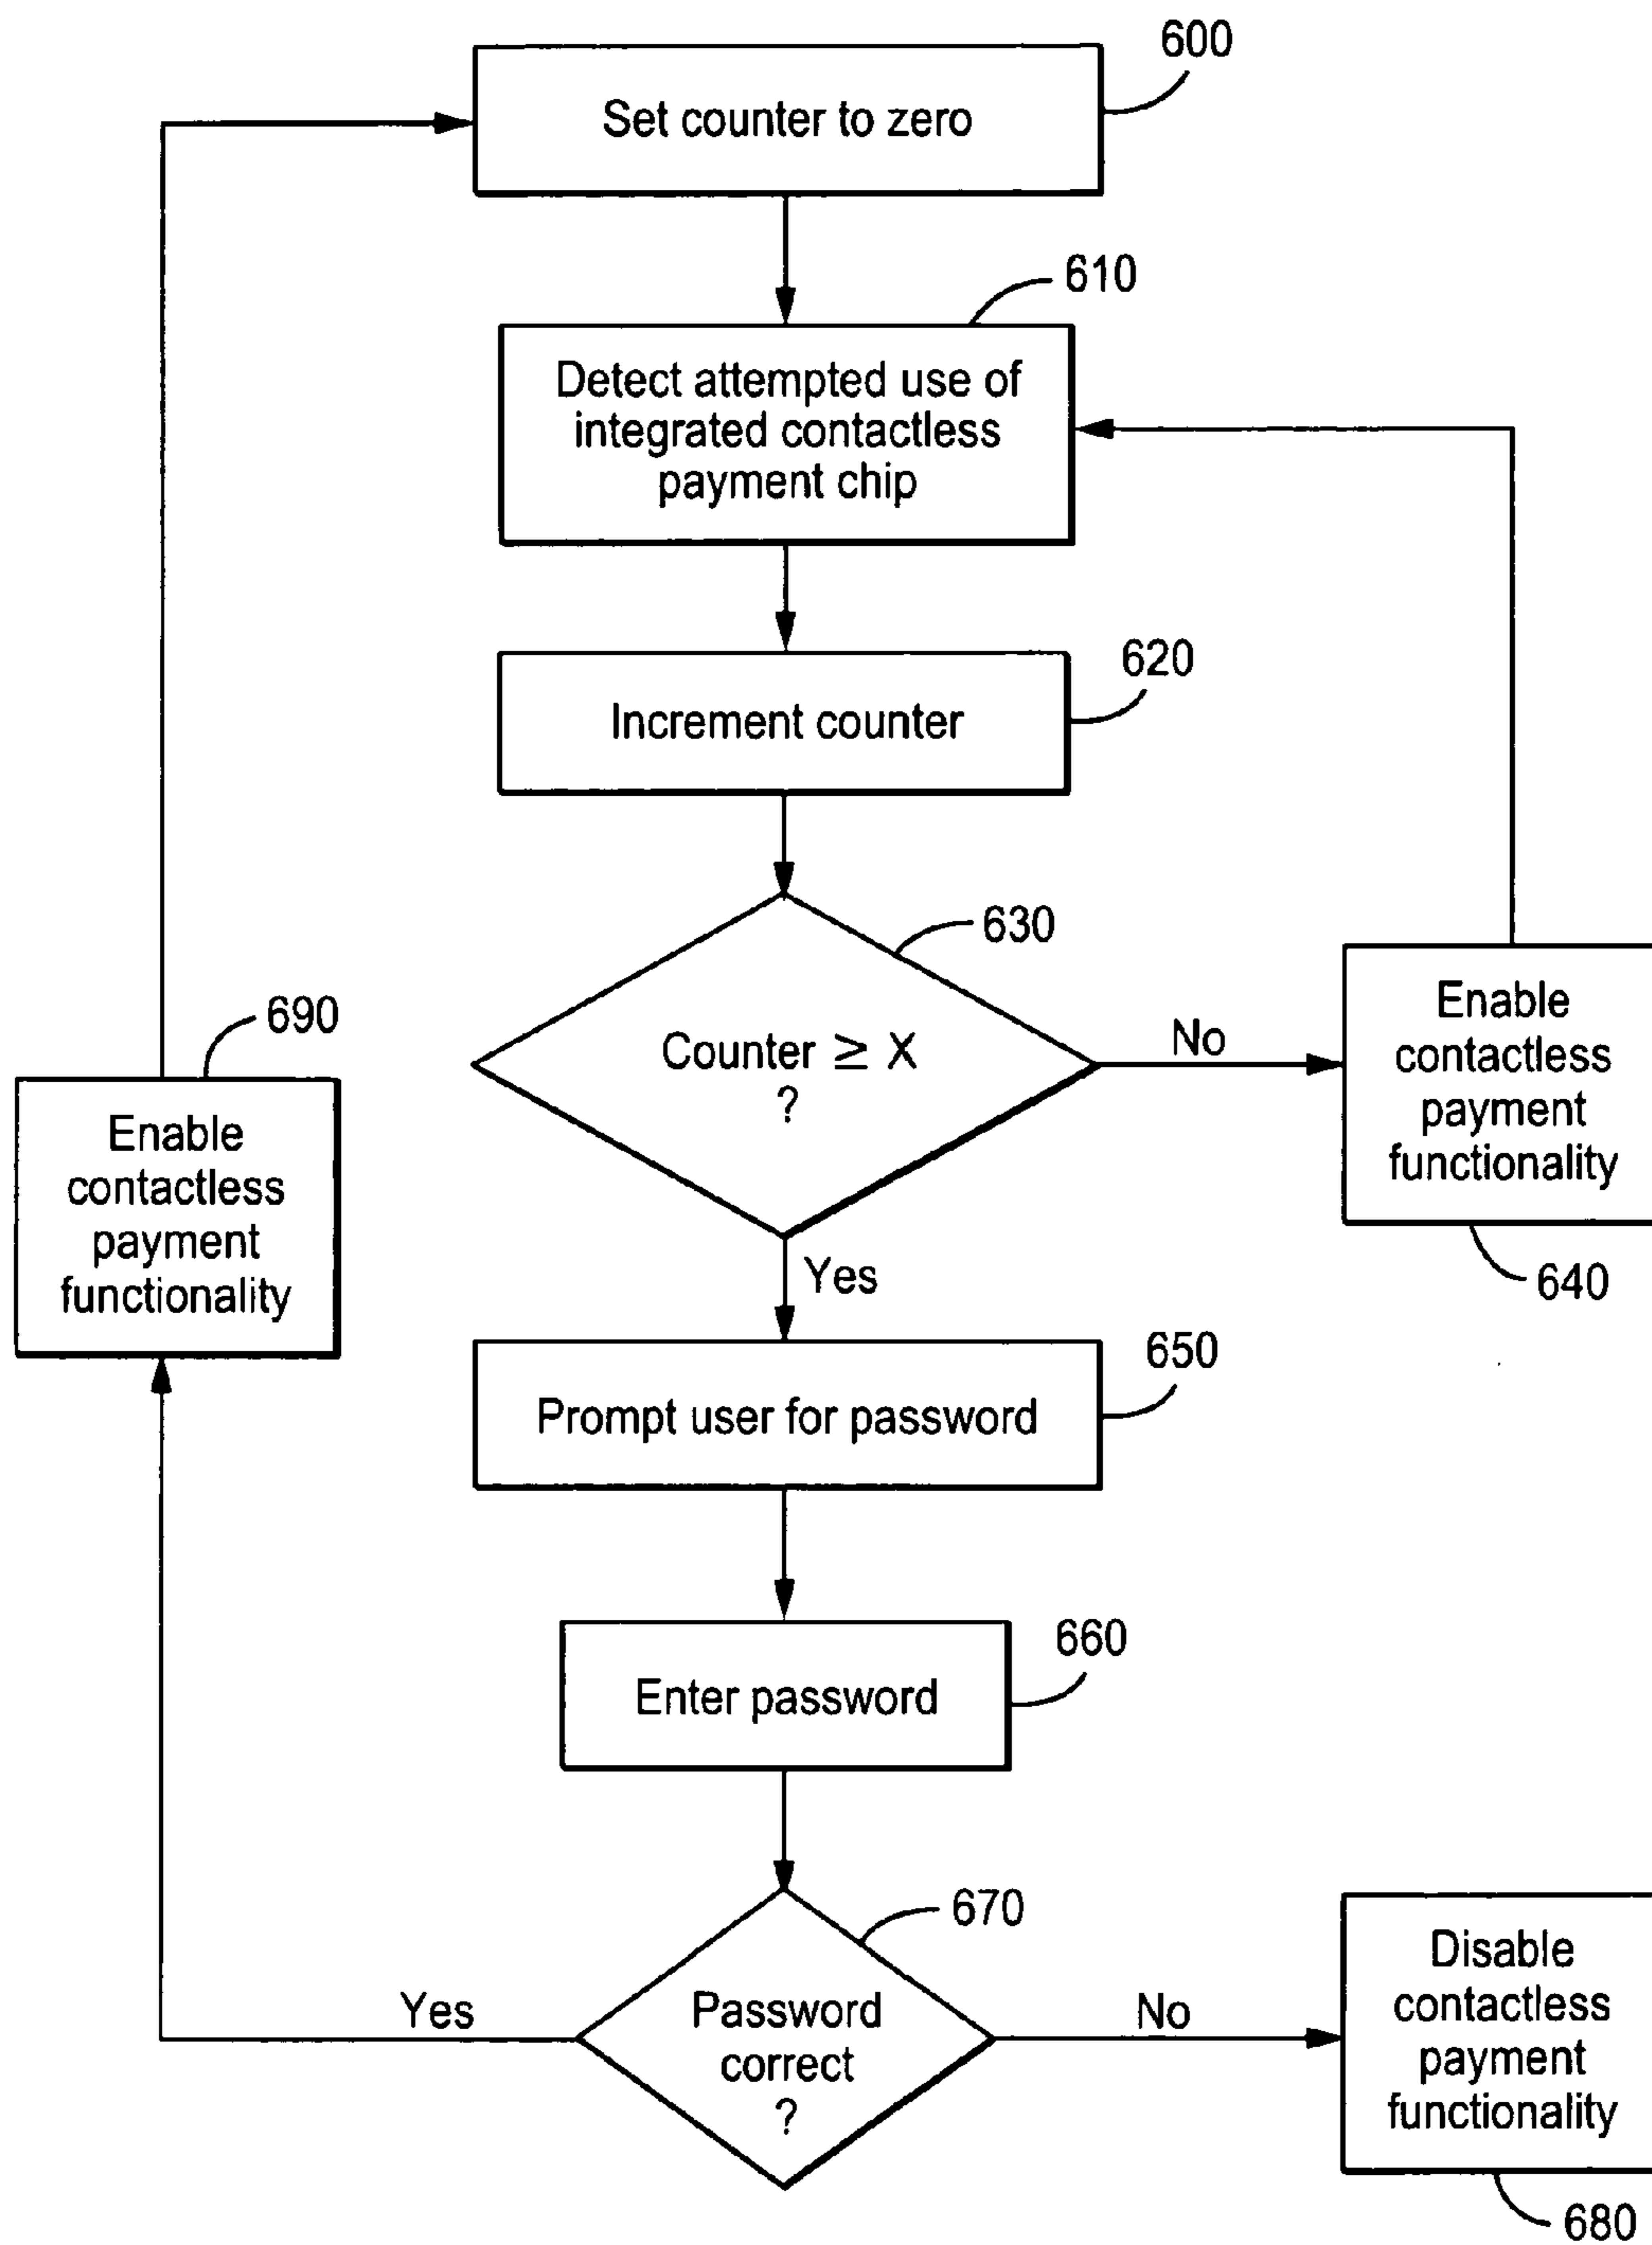 600
Set counter to zero
610
Detect attempted use of
integrated contactless
payment chip
620
Increment counter
630
Counter ≥ X
?
No
Enable
contactless
payment
functionality
640
690
Enable
contactless
payment
functionality
Yes
650
Prompt user for password
660
Enter password
670
Password
correct
?
Yes
No
Disable
contactless
payment
functionality
680